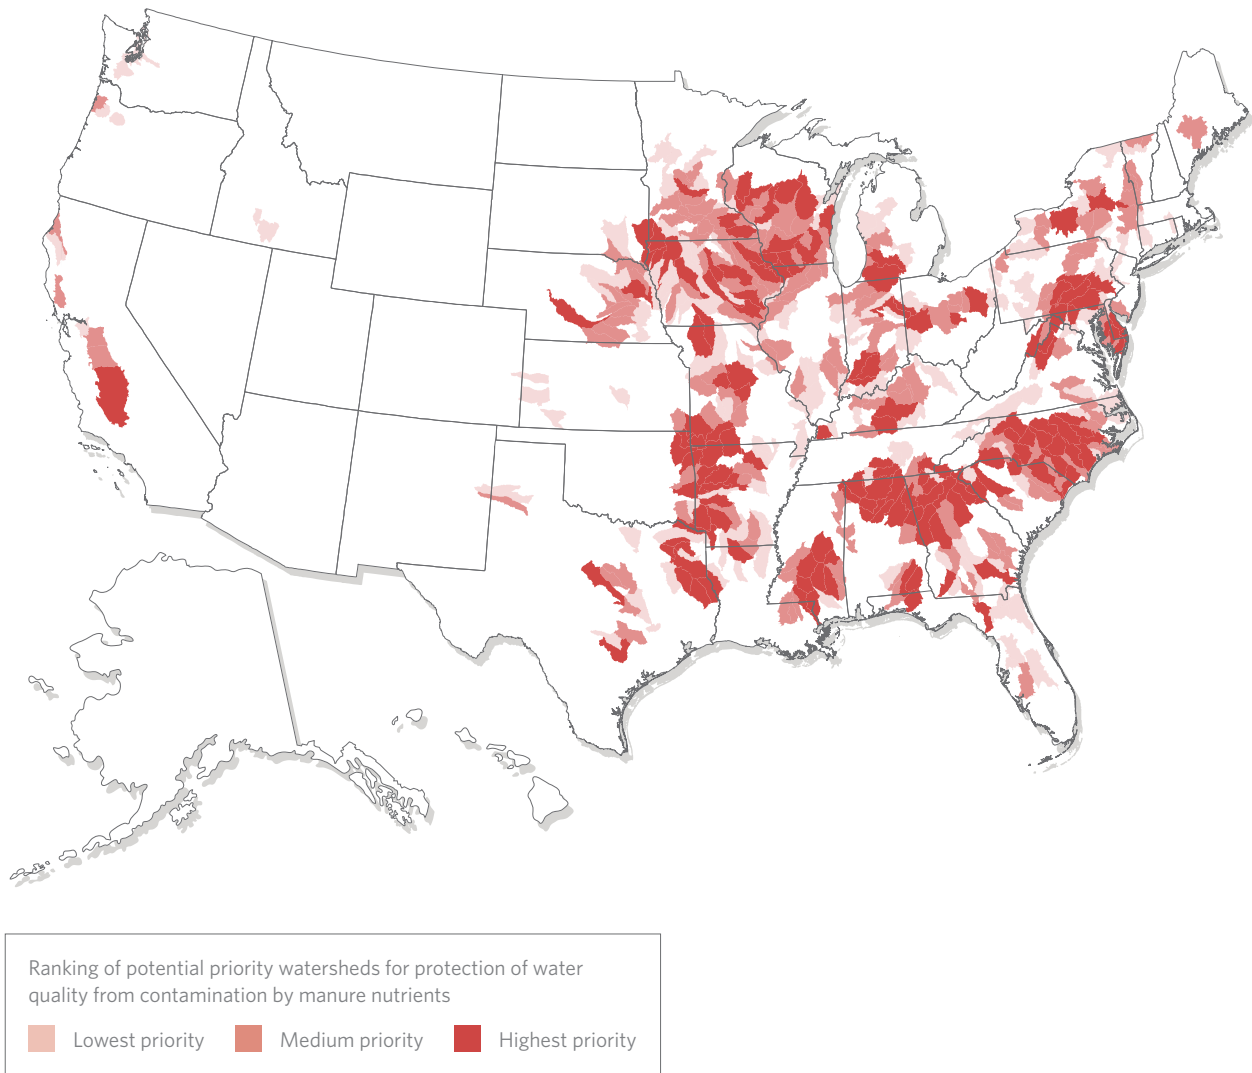 Ranking of potential priority watersheds for protection of water
quality from contamination by manure nutrients
Lowest priority Medium priority Highest priority